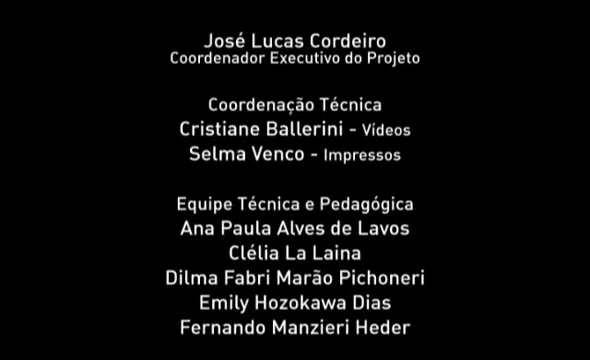 José Lucas Cordeiro
Coordenador Executivo do Projeto
Coordenação Técnica
Cristiane Ballerini - Vídeos
Selma Venco - Impressos
Equipe Técnica e Pedagógica
Ana Paula Alves de Lavos
Clélia La Laina
Dilma Fabri Marão Pichoneri
Emily Hozokawa Dias
Fernando Manzieri Heder